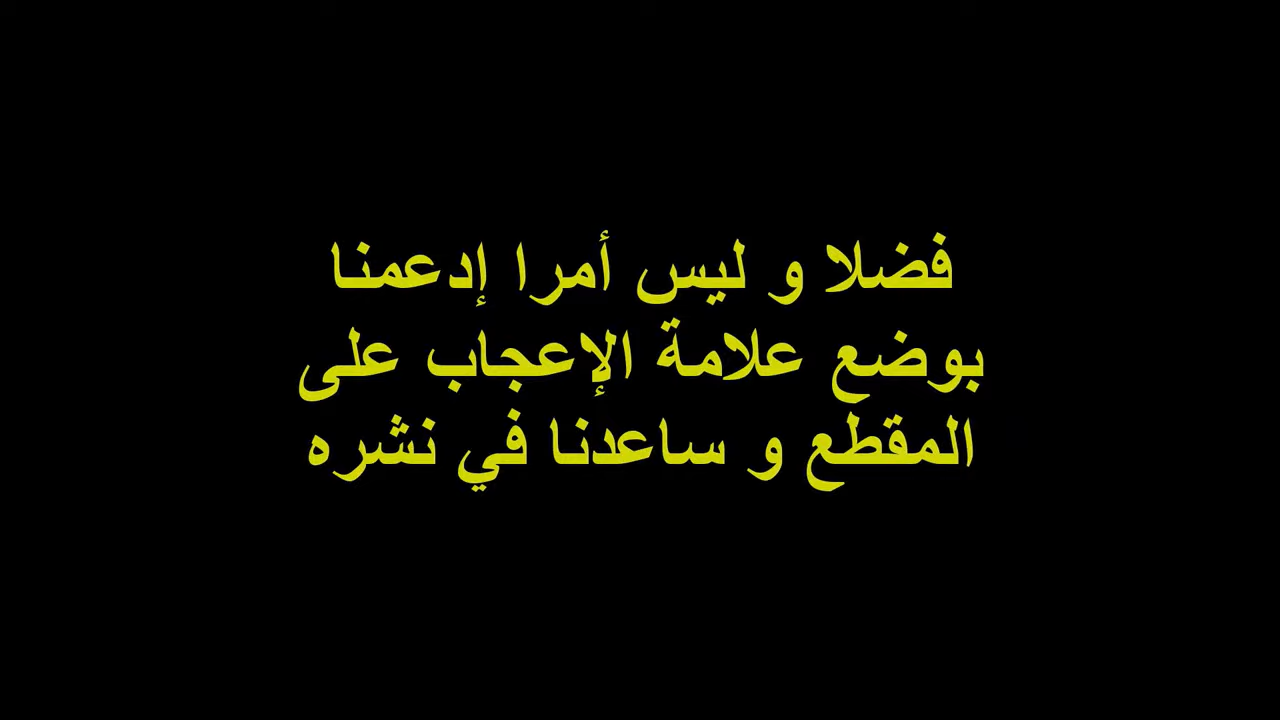 فضلا و ليس أمرا إدعمنا
بوضع علامة الإعجاب على
المقطع و ساعدنا في نشره